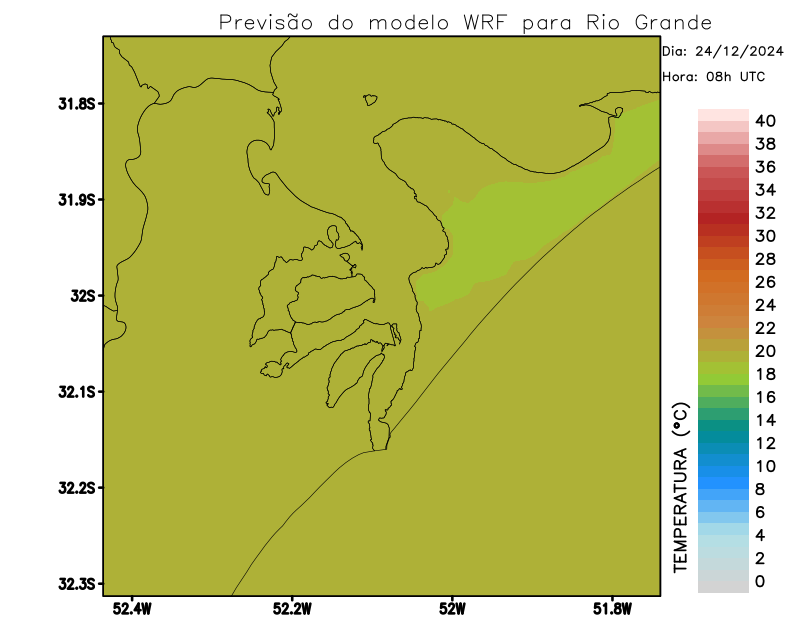 Previsão do modelo WRF para Rio Grande
Dia: 24/12/2024
Hora: 08h UTC
31.8S
31.9S
32S
32.1S
32.2S
32.3S
52.4W
52.2W
52W
51.8W
TEMPERATURA (°C)
40
38
36
34
32
30
28
26
24
22
20
18
16
14
12
10
8
6
4
2
0